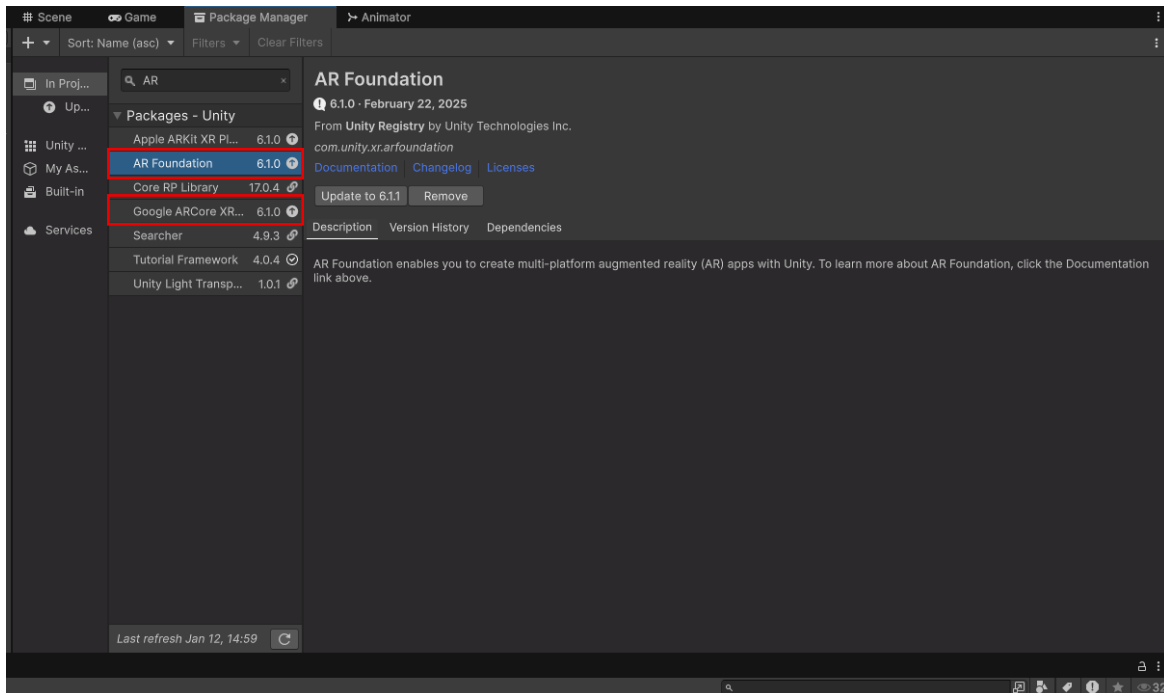 Scene Game Package Manager Animator
+ Sort: Name (asc) Filters Clear Filters
In Proj...
Up...
Unity ...
My As...
Built-in
Services
AR ×
Packages - Unity
Apple ARKit XR Pl... 6.1.0
AR Foundation 6.1.0
Core RP Library 17.0.4
Google ARCore XR... 6.1.0
Searcher 4.9.3
Tutorial Framework 4.0.4
Unity Light Transp... 1.0.1
Last refresh Jan 12, 14:59
AR Foundation
6.1.0 · February 22, 2025
From Unity Registry by Unity Technologies Inc.
com.unity.xr.arfoundation
Documentation Changelog Licenses
Update to 6.1.1 Remove
Description Version History Dependencies
AR Foundation enables you to create multi-platform augmented reality (AR) apps with Unity. To learn more about AR Foundation, click the Documentation
link above.
32